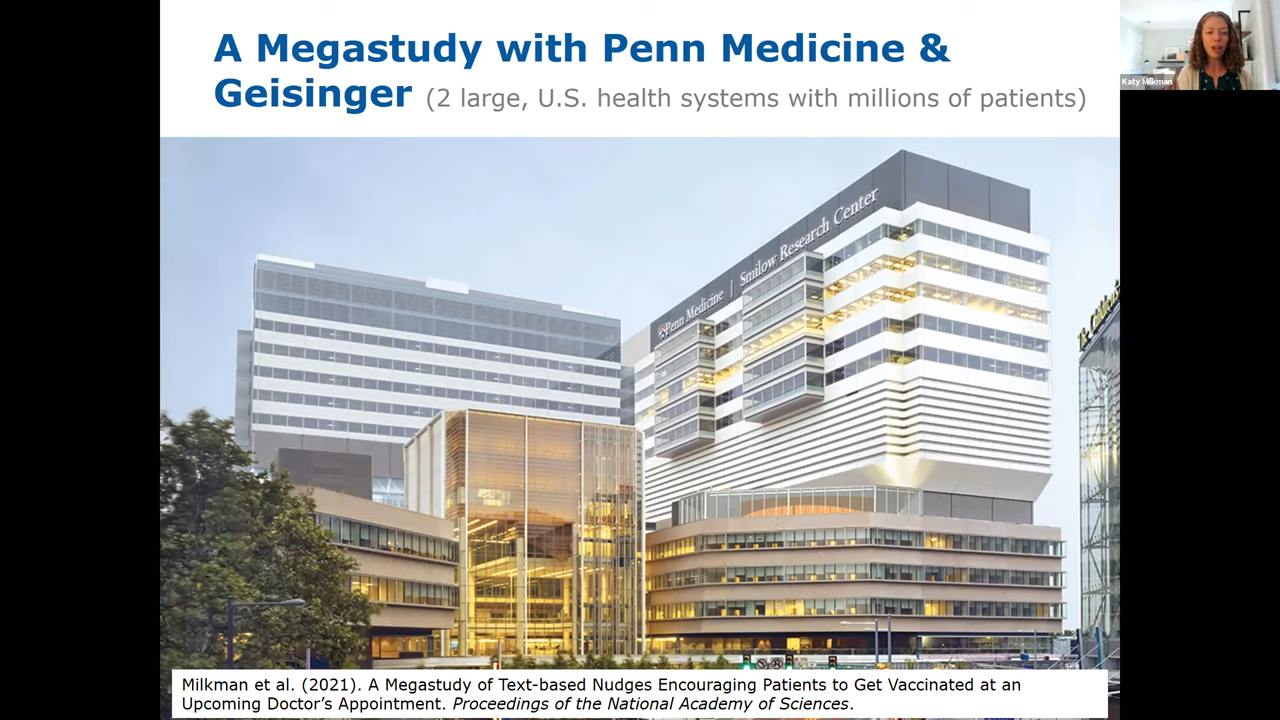 A Megastudy with Penn Medicine &
Geisinger (2 large, U.S. health systems with millions of patients)
Katy Milkman
Penn Medicine | Smilow Research Center
The Children's
Milkman et al. (2021). A Megastudy of Text-based Nudges Encouraging Patients to Get Vaccinated at an
Upcoming Doctor's Appointment. Proceedings of the National Academy of Sciences.